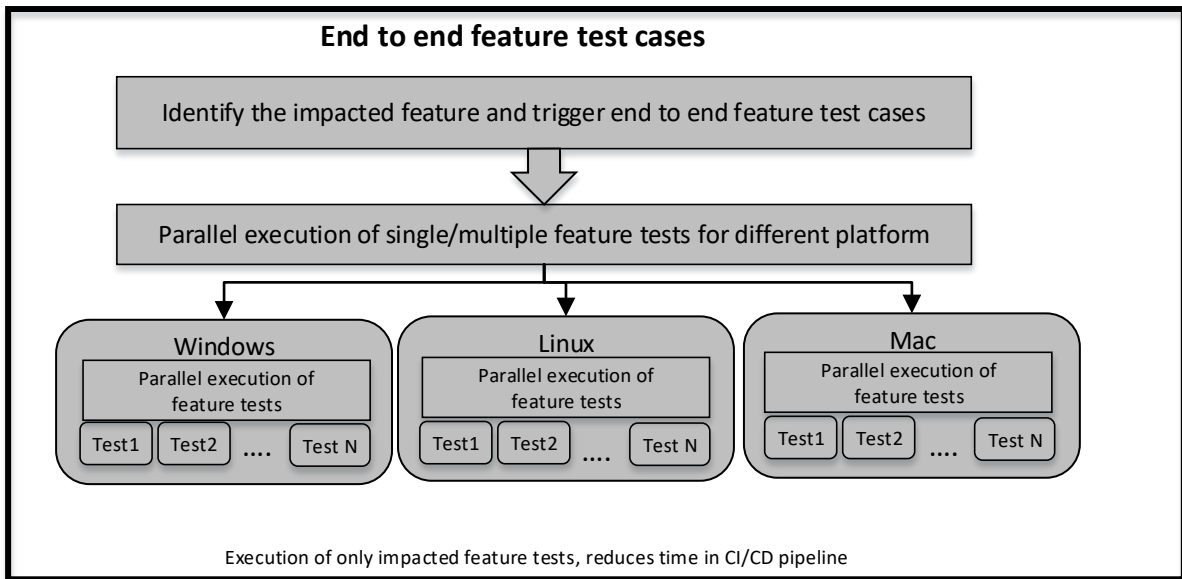 End to end feature test cases
Identify the impacted feature and trigger end to end feature test cases
Parallel execution of single/multiple feature tests for different platform
Windows
Parallel execution of
feature tests
Test1 Test2 .... Test N
Linux
Parallel execution of
feature tests
Test1 Test2 .... Test N
Mac
Parallel execution of
feature tests
Test1 Test2 .... Test N
Execution of only impacted feature tests, reduces time in CI/CD pipeline